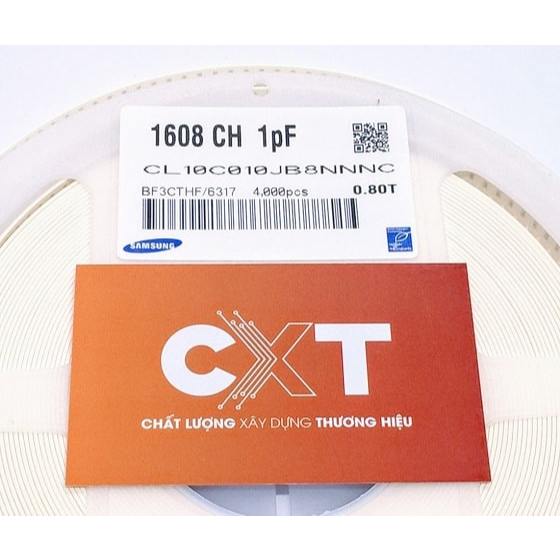 1608 CH 1pF
CL10C010JB8NNNC
BF3CTHF/6317 4,000pcs 0.80T
SAMSUNG
CXT
CHẤT LƯỢNG XÂY DỰNG THƯƠNG HIỆU